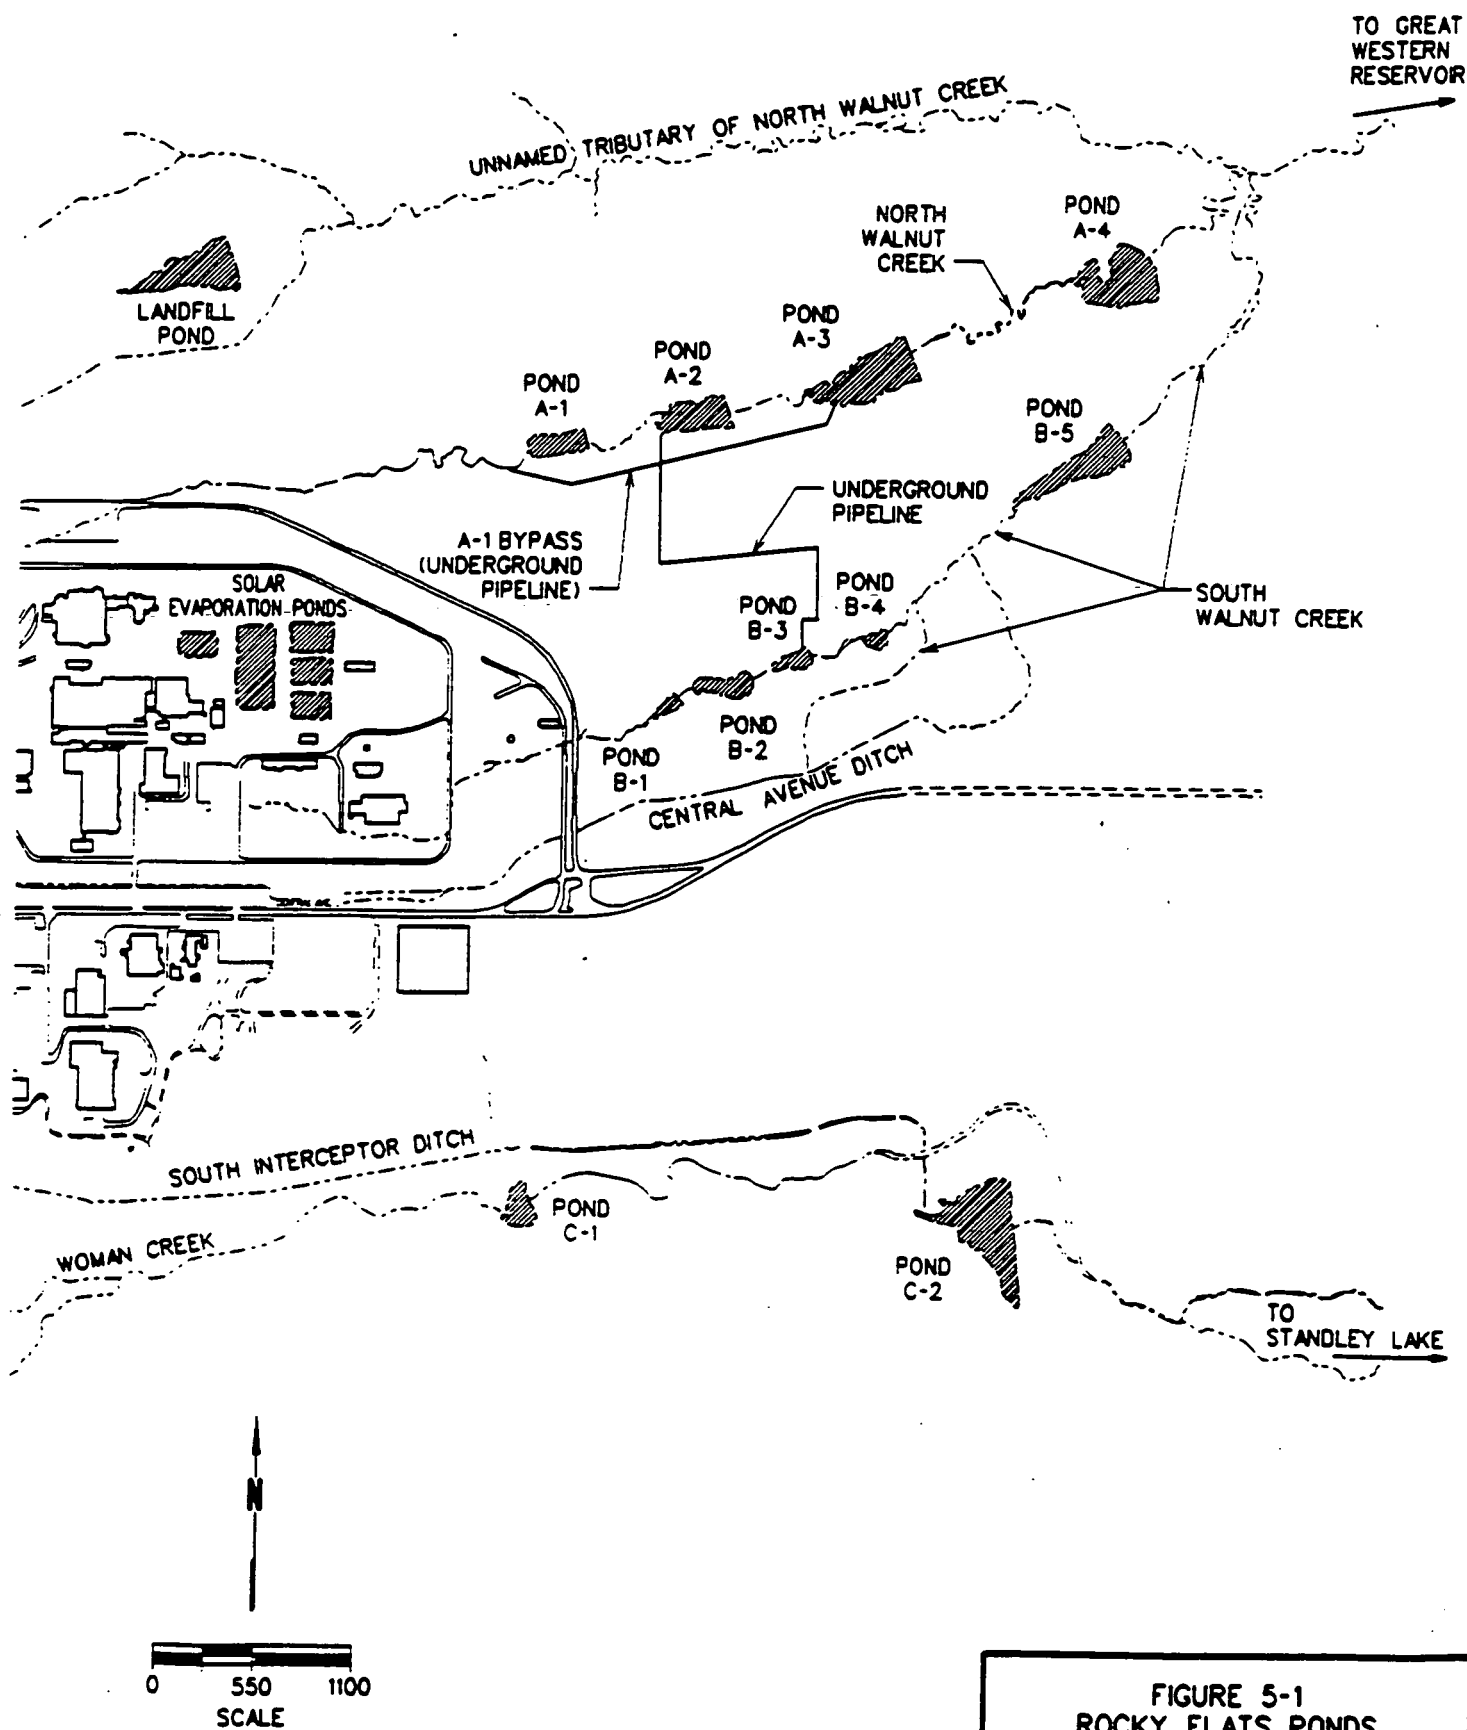 TO GREAT
WESTERN
RESERVOIR
UNNAMED TRIBUTARY OF NORTH WALNUT CREEK
NORTH
WALNUT
CREEK
POND
A-4
LANDFILL
POND
POND
A-3
POND
A-2
POND
A-1
POND
B-5
UNDERGROUND
PIPELINE
A-1 BYPASS
(UNDERGROUND
PIPELINE)
SOLAR
EVAPORATION PONDS
POND
B-4
POND
B-3
SOUTH
WALNUT CREEK
POND
B-2
POND
B-1
CENTRAL AVENUE DITCH
SOUTH INTERCEPTOR DITCH
POND
C-1
WOMAN CREEK
POND
C-2
TO
STANDLEY LAKE
N
0 550 1100
SCALE
FIGURE 5-1
ROCKY FLATS PONDS